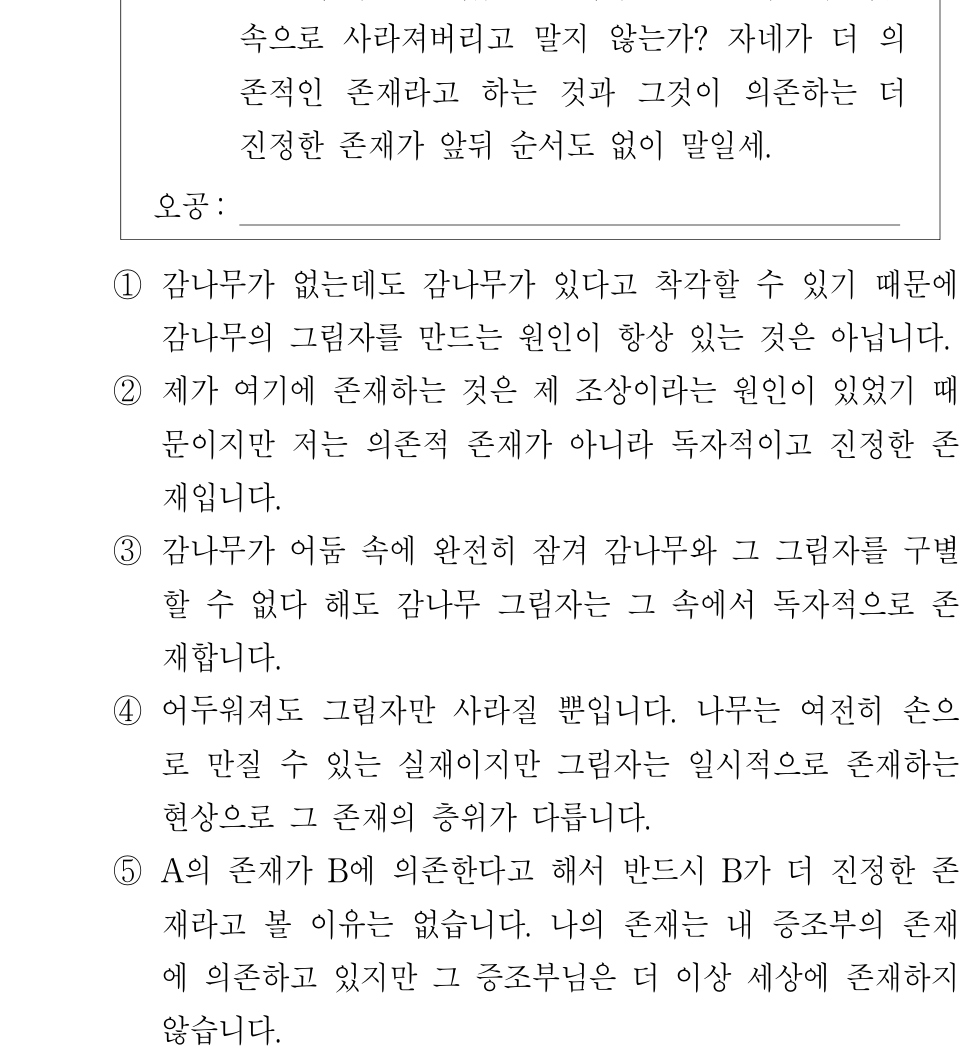 속으로 사라져버리고 말지 않는가? 자네가 더 의
존적인 존재라고 하는 것과 그것이 의존하는 더
진정한 존재가 앞뒤 순서도 없이 말일세.
오공 :
① 감나무가 없는데도 감나무가 있다고 착각할 수 있기 때문에
감나무의 그림자를 만드는 원인이 항상 있는 것은 아닙니다.
② 제가 여기에 존재하는 것은 제 조상이라는 원인이 있었기 때
문이지만 저는 의존적 존재가 아니라 독자적이고 진정한 존
재입니다.
③ 감나무가 어둠 속에 완전히 잠겨 감나무와 그 그림자를 구별
할 수 없다 해도 감나무 그림자는 그 속에서 독자적으로 존
재합니다.
④ 어두워져도 그림자만 사라질 뿐입니다. 나무는 여전히 손으
로 만질 수 있는 실재이지만 그림자는 일시적으로 존재하는
현상으로 그 존재의 층위가 다릅니다.
⑤ A의 존재가 B에 의존한다고 해서 반드시 B가 더 진정한 존
재라고 볼 이유는 없습니다. 나의 존재는 내 증조부의 존재
에 의존하고 있지만 그 증조부님은 더 이상 세상에 존재하지
않습니다.